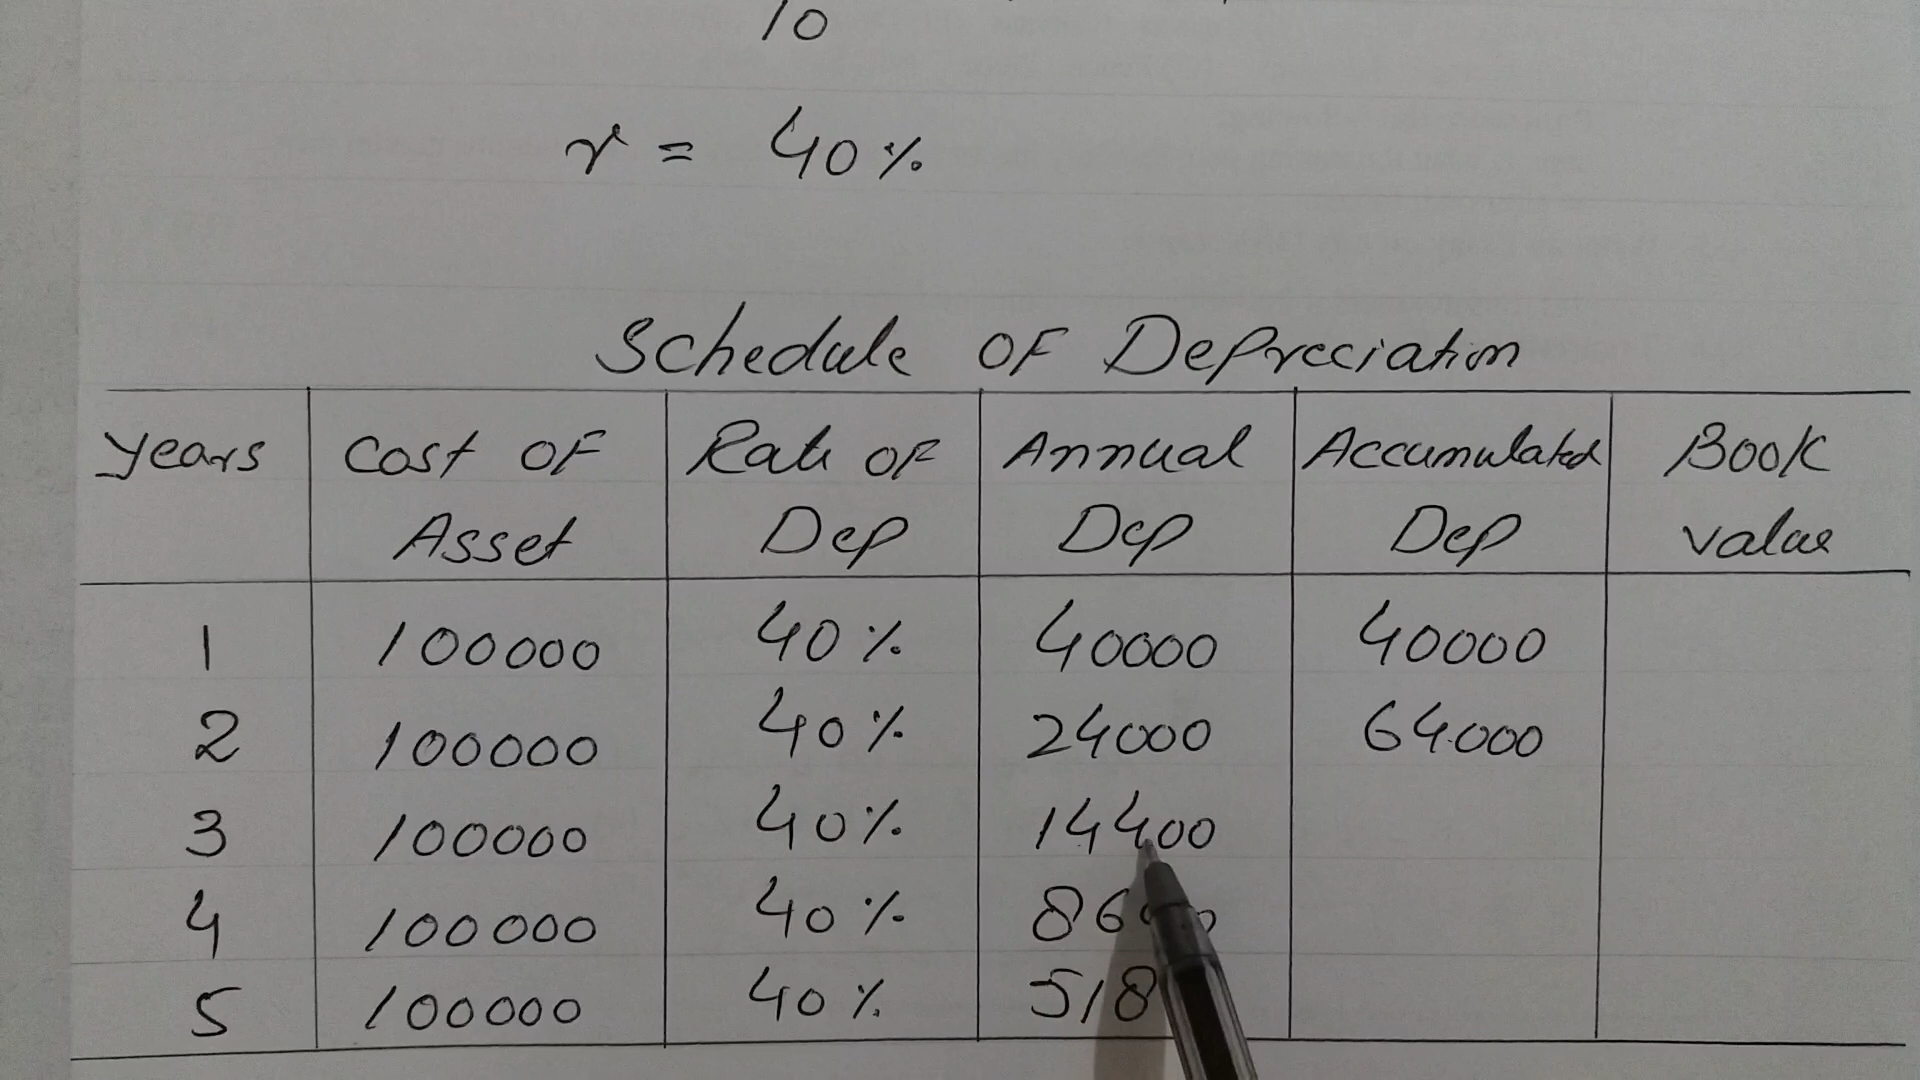 10
r = 40%
Schedule OF Depreciation
Years Cost OF Asset Rate OF Dep Annual Dep Accumulated Dep Book value
1 100000 40% 40000 40000
2 100000 40% 24000 64000
3 100000 40% 14400
4 100000 40%
5 100000 40%